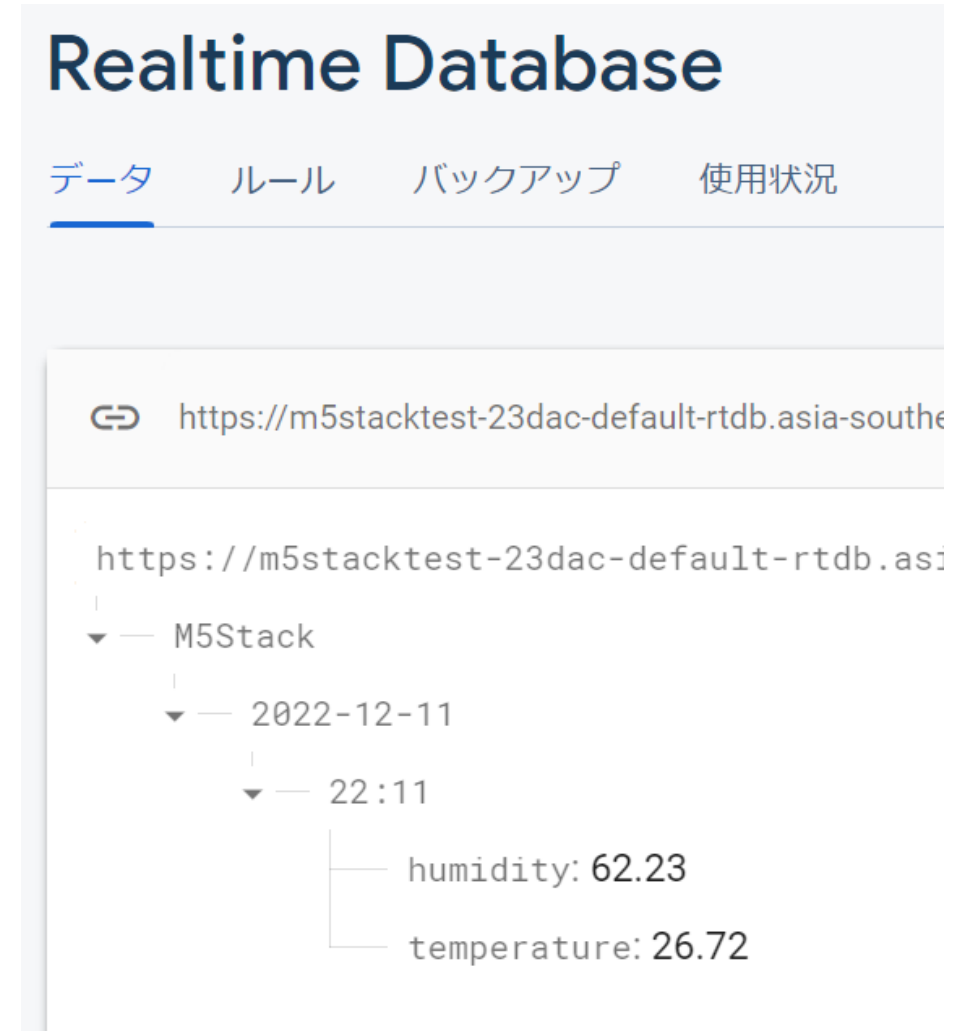 Realtime Database
データ ルール バックアップ 使用状況
https://m5stacktest-23dac-default-rtdb.asia-southe
https://m5stacktest-23dac-default-rtdb.asi
M5Stack
2022-12-11
22:11
humidity: 62.23
temperature: 26.72